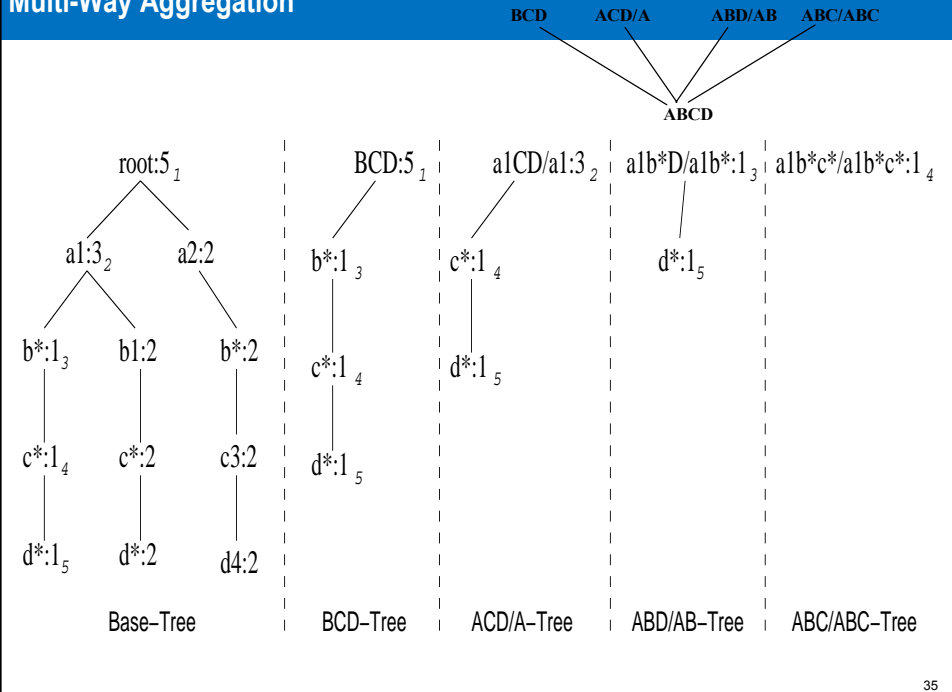 Multi-Way Aggregation
BCD ACD/A ABD/AB ABC/ABC
ABCD
root:5 1 BCD:5 1 a1CD/a1:3 2 a1b*D/a1b*:1 3 a1b*c*/a1b*c*:1 4
a1:3 2 a2:2 b*:1 3 c*:1 4 d*:1 5
b*:1 3 b1:2 b*:2 c*:1 4 d*:1 5
c*:1 4 c*:2 c3:2 d*:1 5
d*:1 5 d*:2 d4:2
Base–Tree BCD–Tree ACD/A–Tree ABD/AB–Tree ABC/ABC–Tree
35